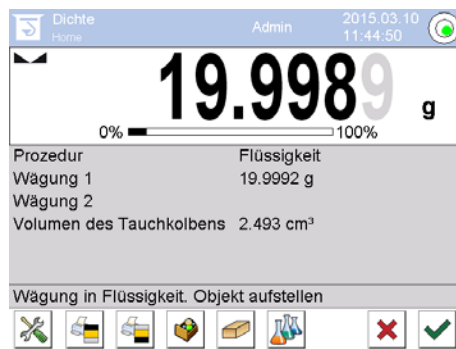 Dichte
Home
Admin
2015.03.10
11:44:50
19.9989 g
0% 100%
Prozedur Flüssigkeit
Wägung 1 19.9992 g
Wägung 2
Volumen des Tauchkolbens 2.493 cm³
Wägung in Flüssigkeit. Objekt aufstellen